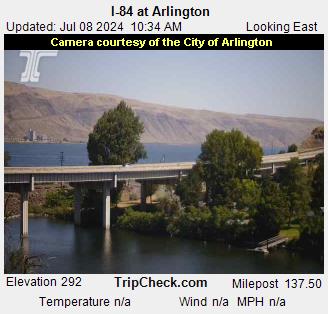 I-84 at Arlington
Updated: Jul 08 2024 10:34 AM Looking East
Camera courtesy of the City of Arlington
Elevation 292 TripCheck.com Milepost 137.50
Temperature n/a Wind n/a MPH n/a